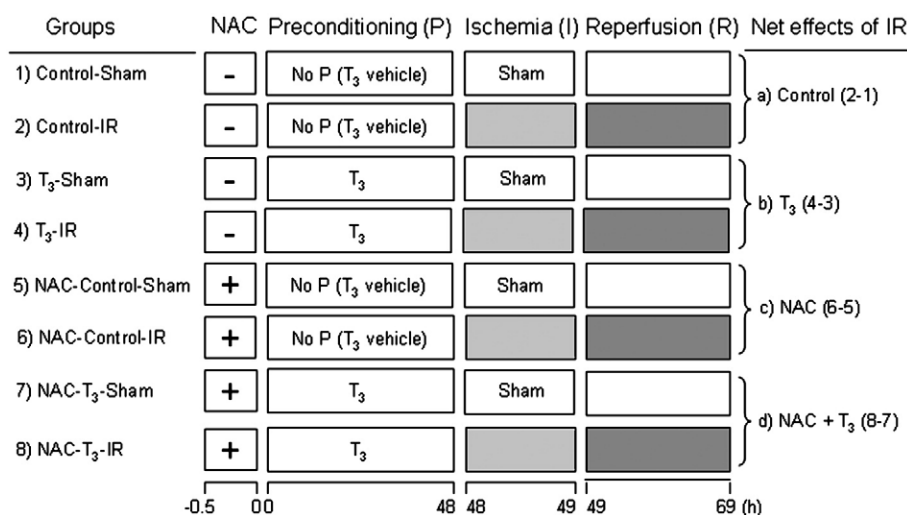 Groups NAC Preconditioning (P) Ischemia (I) Reperfusion (R) Net effects of IR
1) Control-Sham - No P (T₃ vehicle) Sham
a) Control (2-1)
2) Control-IR - No P (T₃ vehicle)
3) T₃-Sham - T₃ Sham
b) T₃ (4-3)
4) T₃-IR - T₃
5) NAC-Control-Sham + No P (T₃ vehicle) Sham
c) NAC (6-5)
6) NAC-Control-IR + No P (T₃ vehicle)
7) NAC-T₃-Sham + T₃ Sham
d) NAC + T₃ (8-7)
8) NAC-T₃-IR + T₃
-0.5 0 0 48 48 49 49 69 (h)